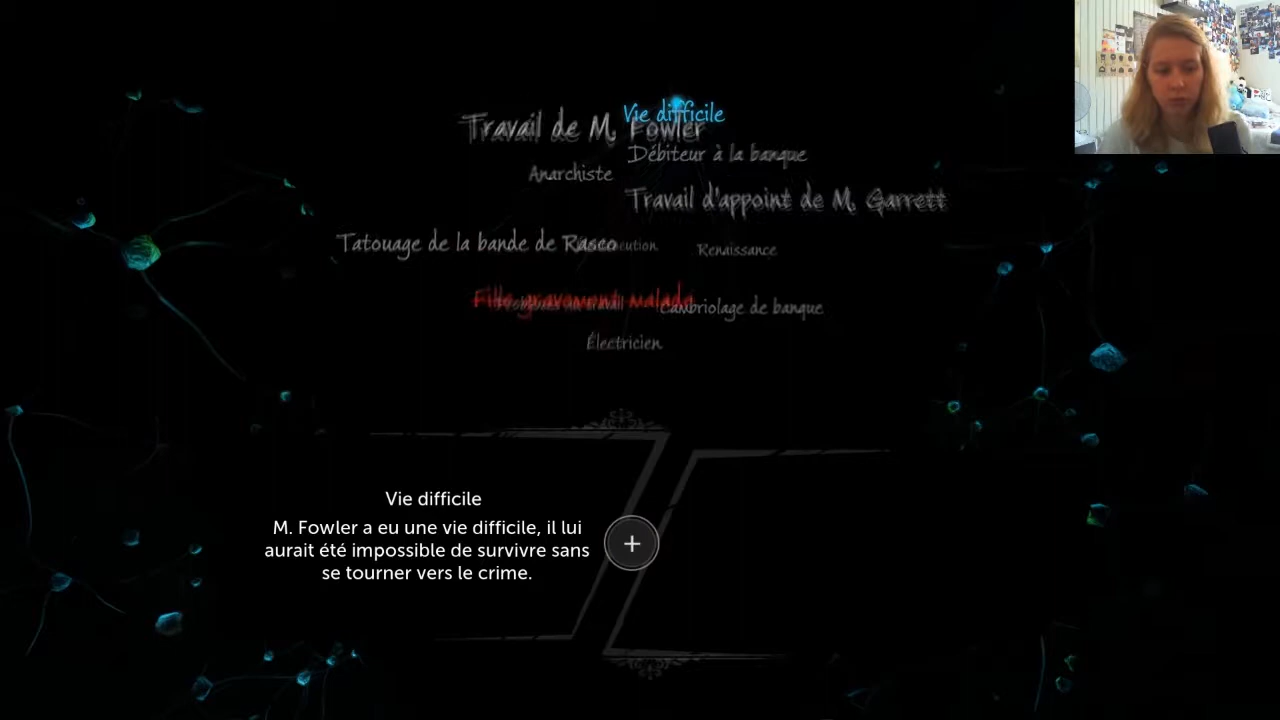 Vie difficile
Travail de M. Fowler
Débiteur à la banque
Anarchiste
Travail d'appoint de M. Garrett
Tatouage de la bande de Rasco
Renaissance
Fille gravement malade
Cambriolage de banque
Électricien
Vie difficile
M. Fowler a eu une vie difficile, il lui
aurait été impossible de survivre sans
se tourner vers le crime.